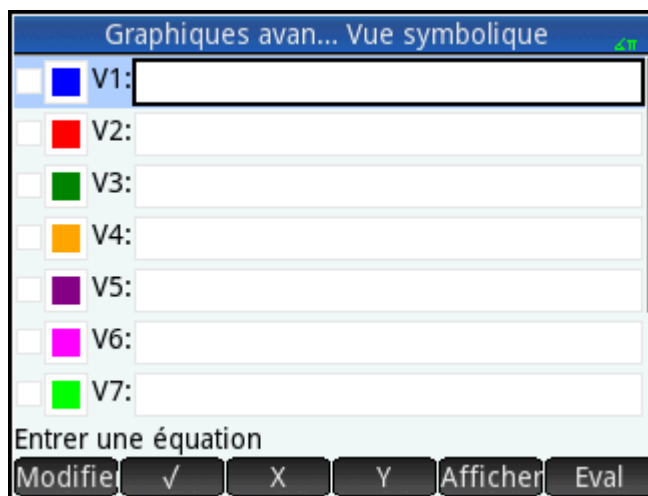 Graphiques avan... Vue symbolique ∡π
V1:
V2:
V3:
V4:
V5:
V6:
V7:
Entrer une équation
Modifie √ X Y Afficher Eval